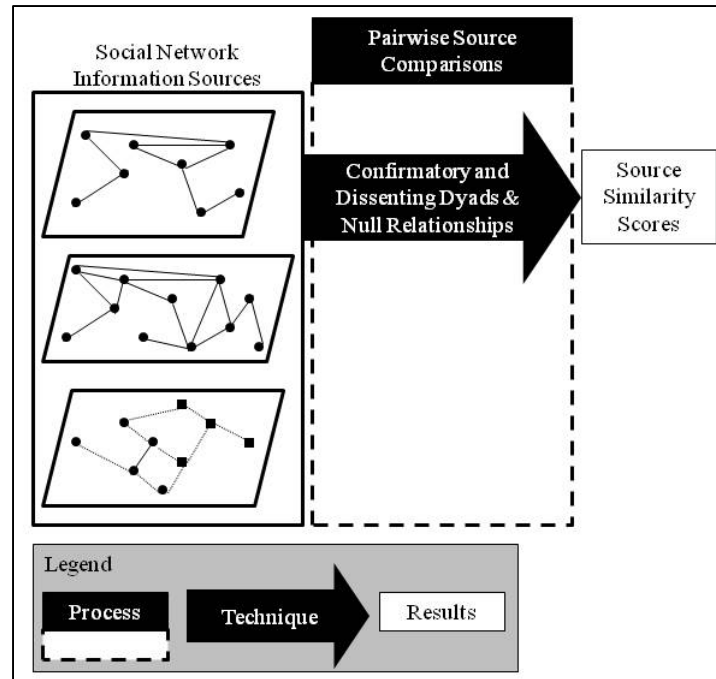 Social Network
Information Sources
Pairwise Source
Comparisons
Confirmatory and
Dissenting Dyads &
Null Relationships
Source
Similarity
Scores
Legend
Process
Technique
Results